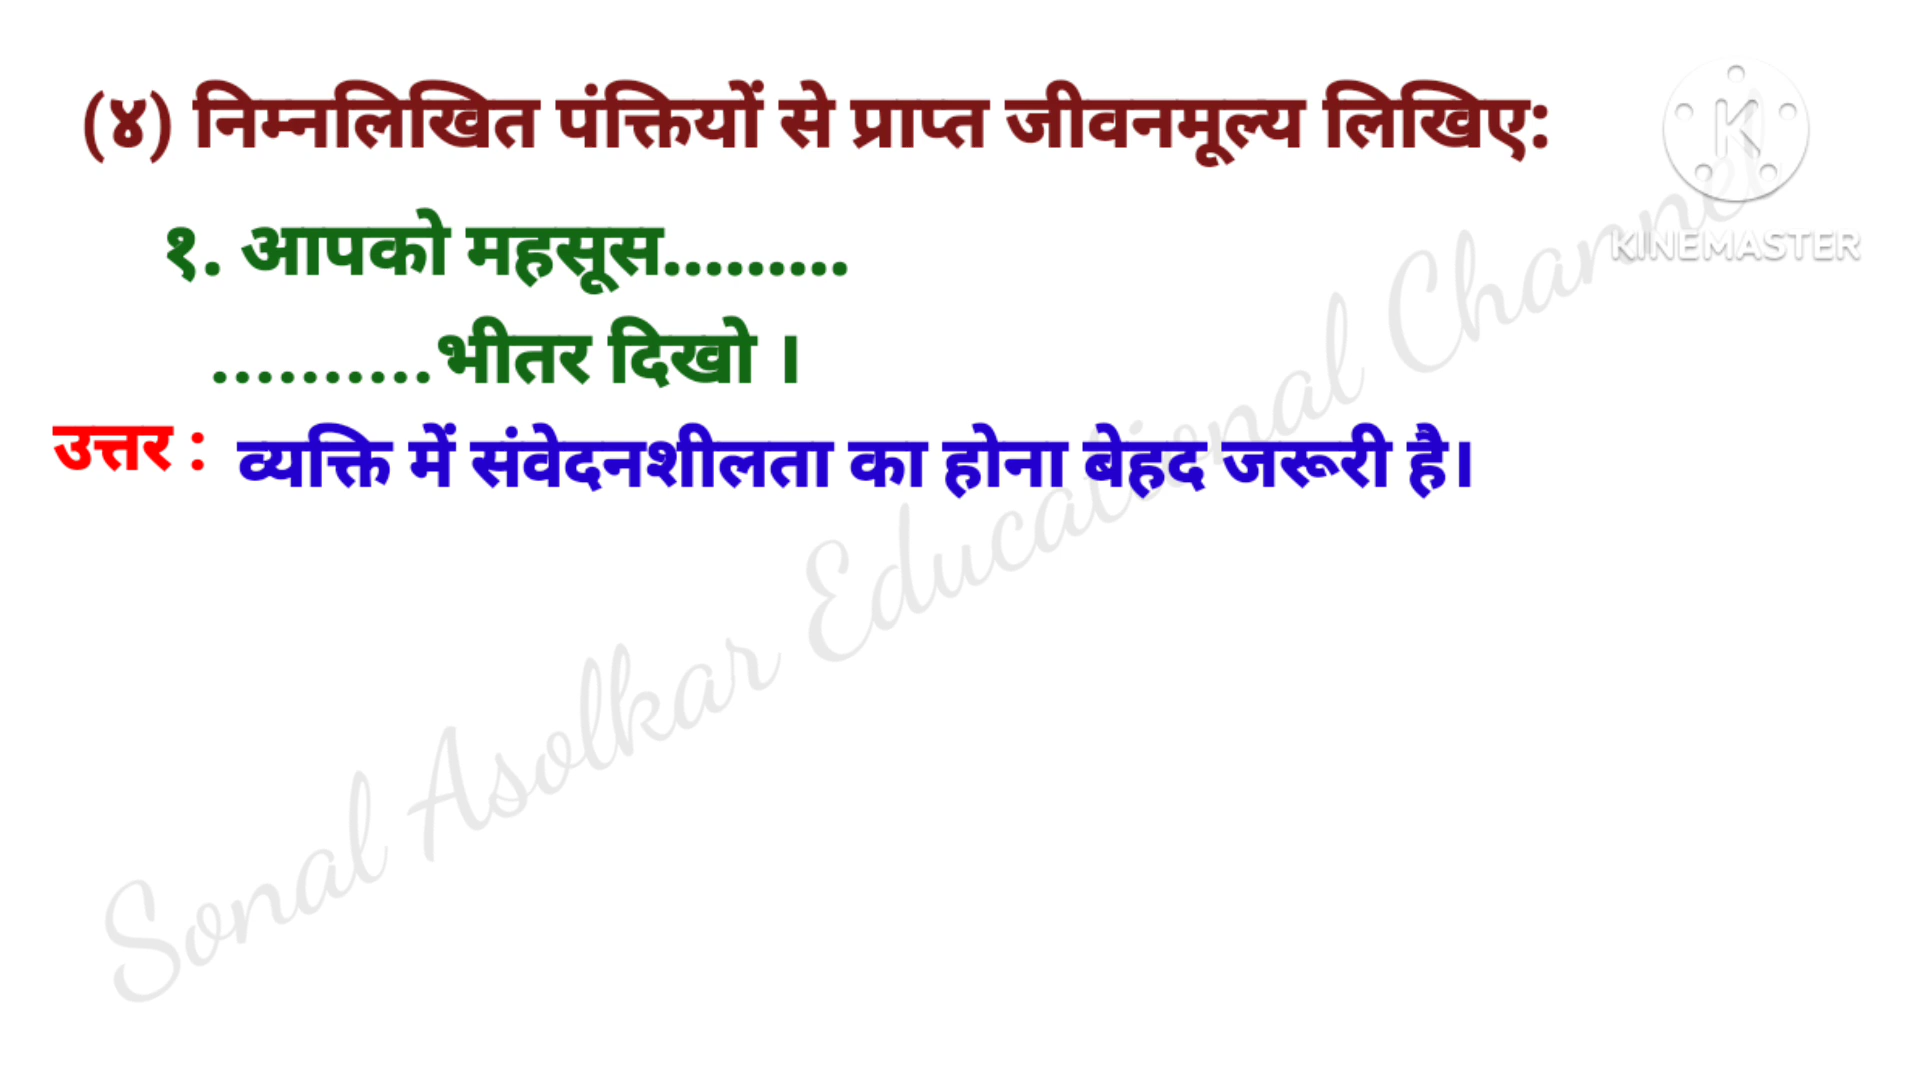 (४) निम्नलिखित पंक्तियों से प्राप्त जीवनमूल्य लिखिए:
१. आपको महसूस.........
..........भीतर दिखो ।
उत्तर : व्यक्ति में संवेदनशीलता का होना बेहद जरूरी है।
K
KINEMASTER
Sonal Asolkar Educational Channel